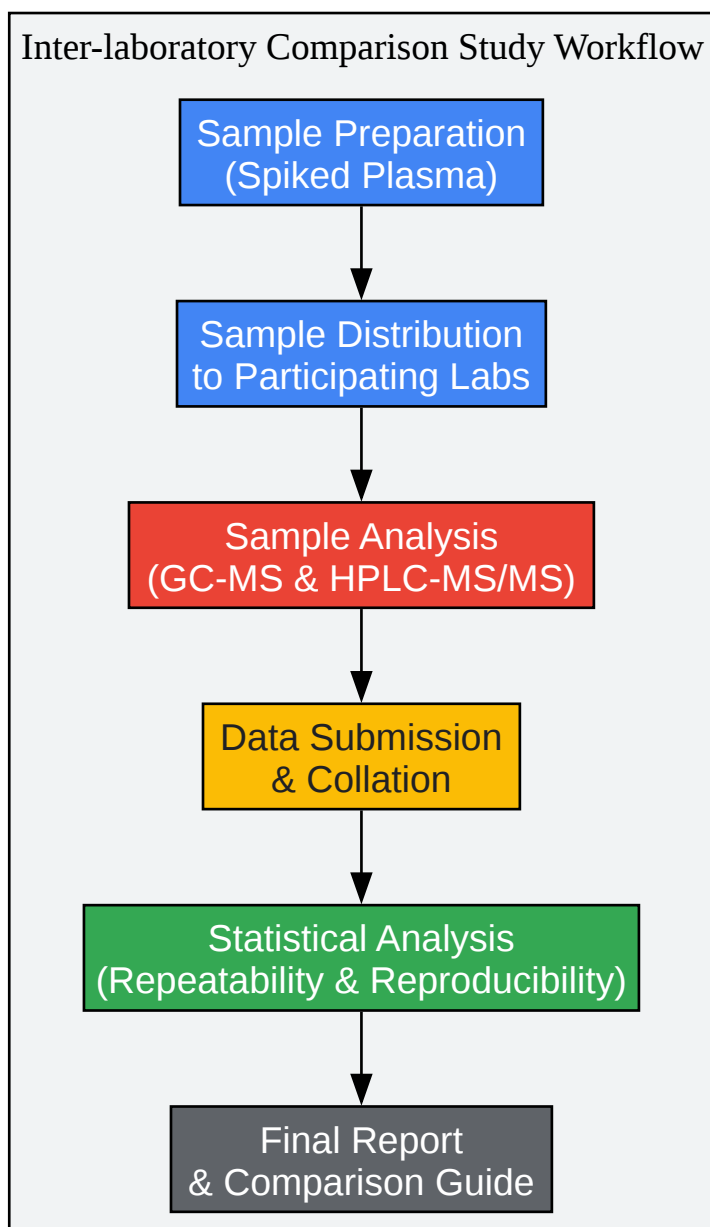 Inter-laboratory Comparison Study Workflow
Sample Preparation
(Spiked Plasma)
Sample Distribution
to Participating Labs
Sample Analysis
(GC-MS & HPLC-MS/MS)
Data Submission
& Collation
Statistical Analysis
(Repeatability & Reproducibility)
Final Report
& Comparison Guide